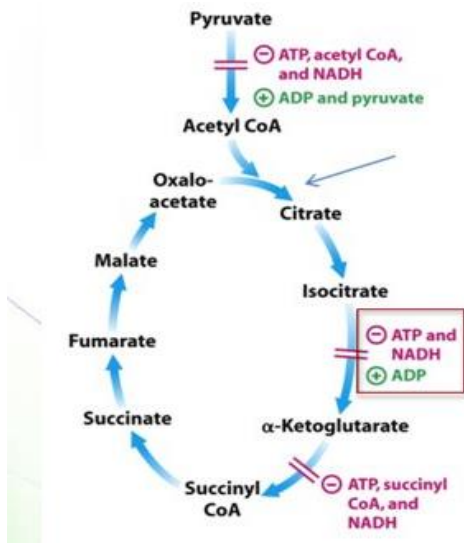 Pyruvate
⊖ ATP, acetyl CoA,
and NADH
⊕ ADP and pyruvate
Acetyl CoA
Oxalo-
acetate
Citrate
Malate
Isocitrate
⊖ ATP and
NADH
⊕ ADP
Fumarate
Succinate
α-Ketoglutarate
Succinyl
CoA
⊖ ATP, succinyl
CoA, and
NADH